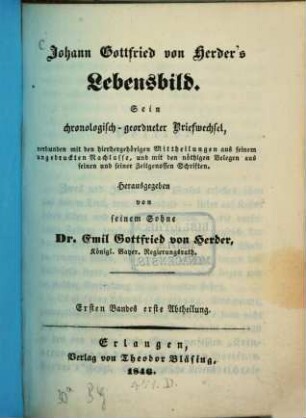 Johann Gottfried von Herder's
Lebensbild.
Sein
chronologisch-geordneter Briefwechsel,
verbunden mit den hierhergehörigen Mittheilungen aus seinem
ungedruckten Nachlasse, und mit den nöthigen Belegen aus
seinen und seiner Zeitgenossen Schriften.
Herausgegeben
von
seinem Sohne
Dr. Emil Gottfried von Herder,
Königl. Bayer. Regierungsrath.
Ersten Bandes erste Abtheilung.
Erlangen,
Verlag von Theodor Bläsing.
1846.